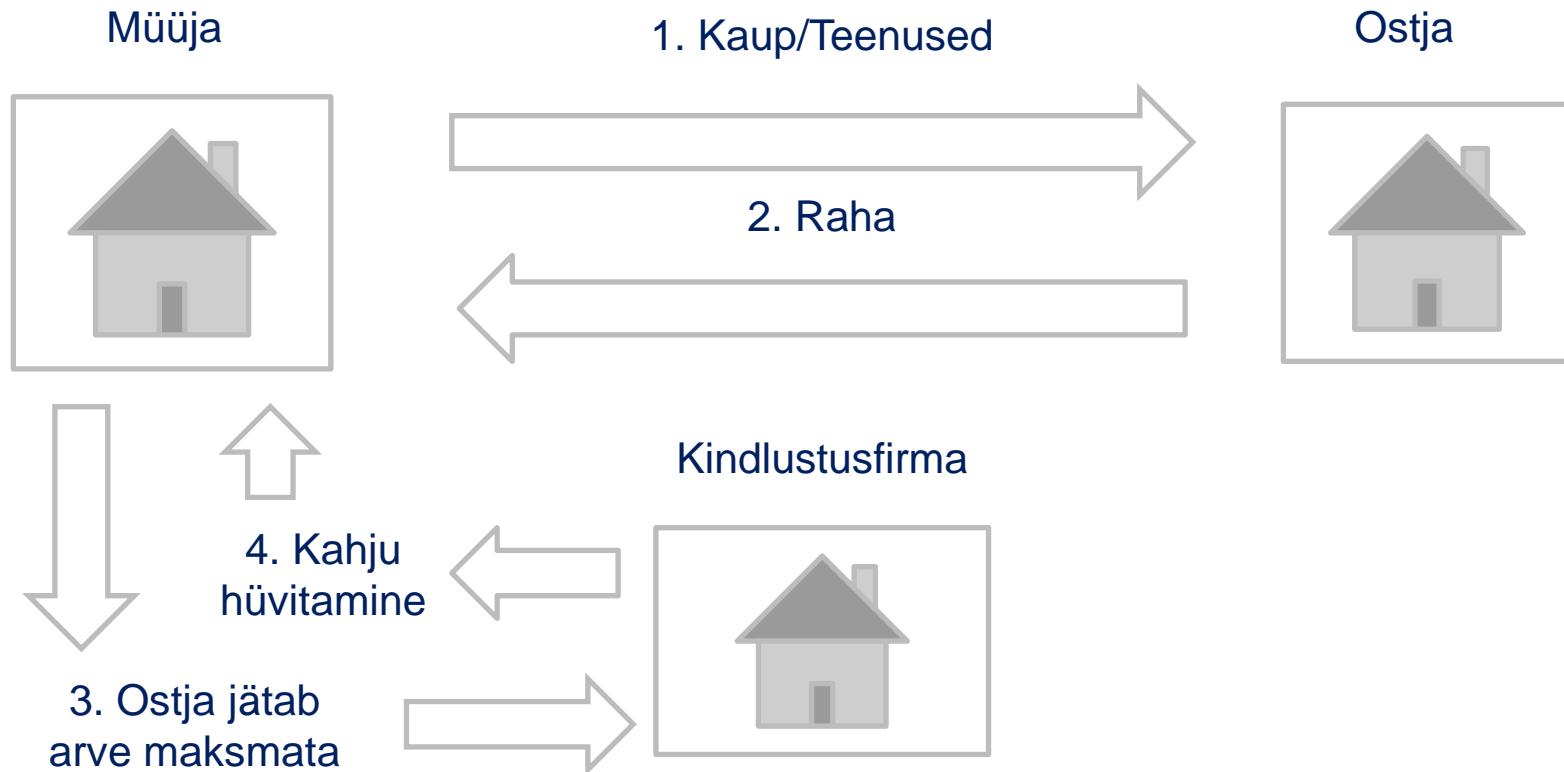 Müüja
1. Kaup/Teenused
Ostja
2. Raha
Kindlustusfirma
4. Kahju
hüvitamine
3. Ostja jätab
arve maksmata